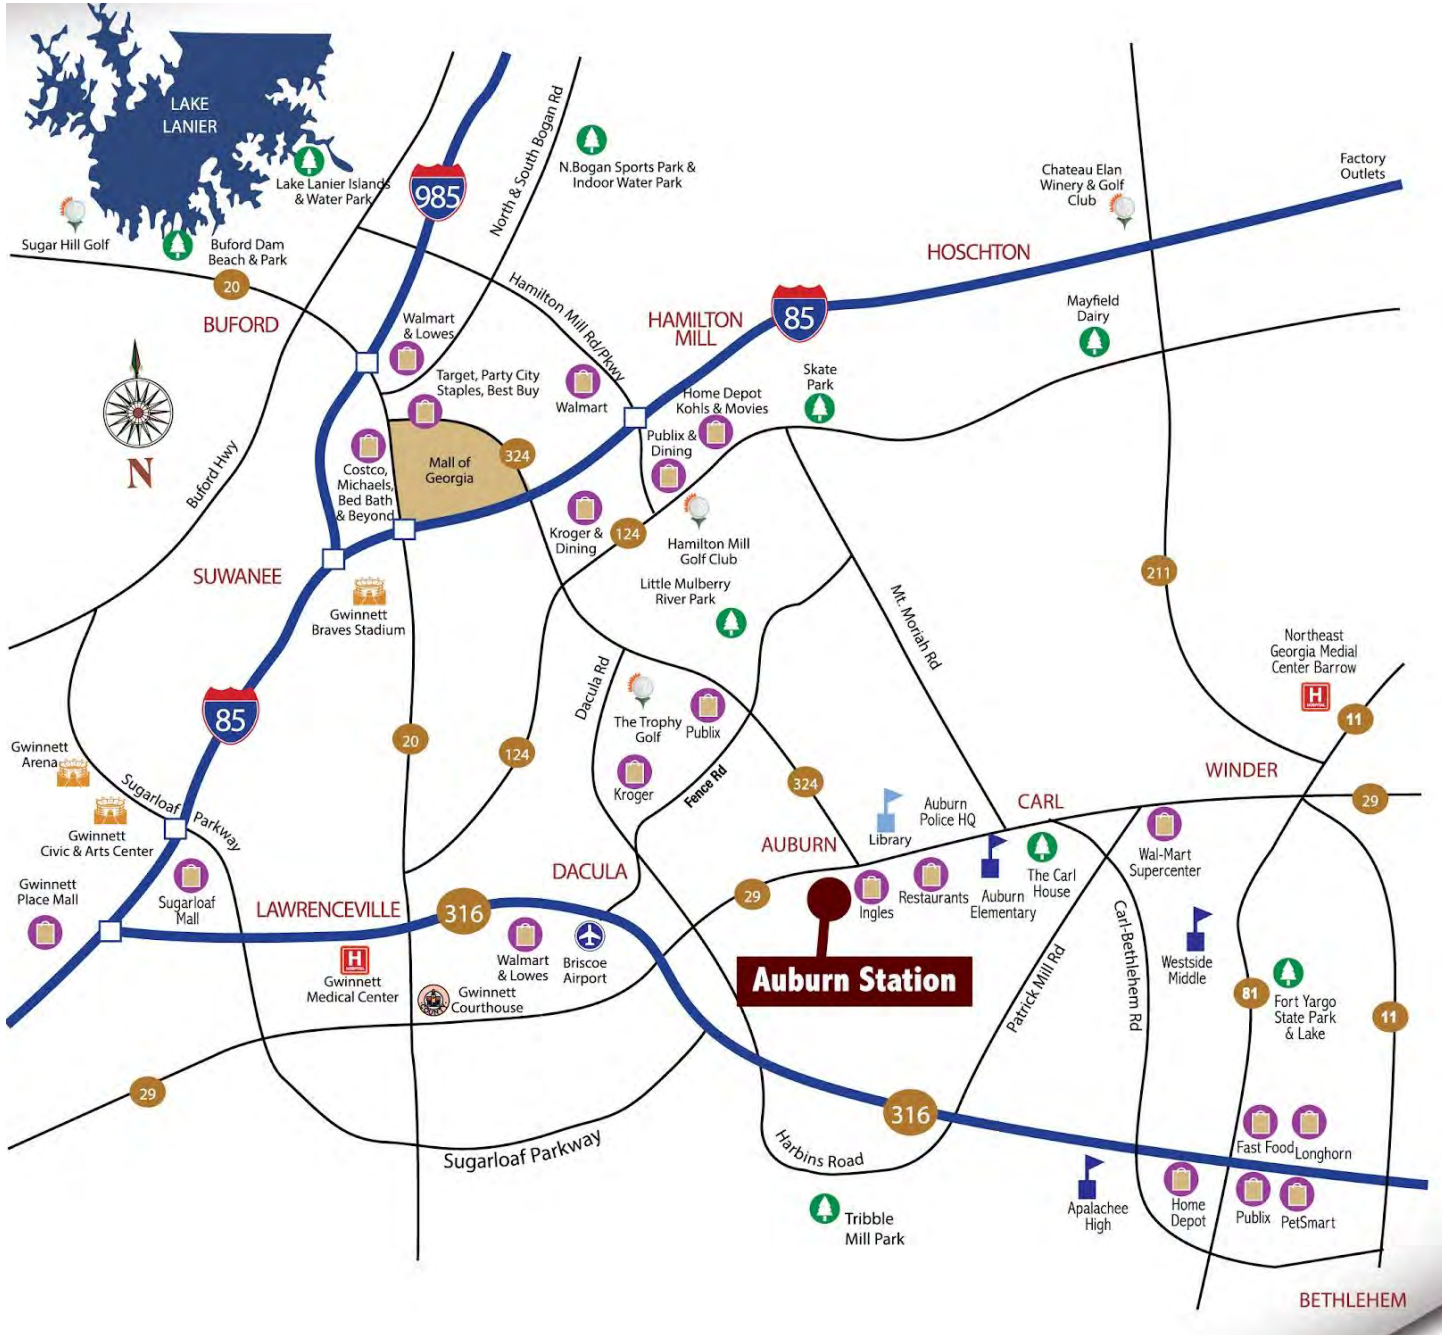 LAKE
LANIER
Lake Lanier Islands
& Water Park
Sugar Hill Golf
Buford Dam
Beach & Park
20
BUFORD
985
North & South Bogan Rd
N.Bogan Sports Park &
Indoor Water Park
Chateau Elan
Winery & Golf
Club
Factory
Outlets
HOSCHTON
Hamilton Mill Rd/Pkwy
HAMILTON
MILL
85
Mayfield
Dairy
Walmart
& Lowes
Target, Party City
Staples, Best Buy
Walmart
Home Depot
Kohls & Movies
Skate
Park
Publix &
Dining
N
Buford Hwy
Costco,
Michaels,
Bed Bath
& Beyond
Mall of
Georgia
324
Kroger &
Dining
124
Hamilton Mill
Golf Club
SUWANEE
Gwinnett
Braves Stadium
Little Mulberry
River Park
211
Mt. Moriah Rd
Northeast
Georgia Medial
Center Barrow
H
HOSPITAL
11
85
Dacula Rd
The Trophy
Golf
Publix
20
124
Gwinnett
Arena
Sugarloaf Parkway
Gwinnett
Civic & Arts Center
Kroger
Fence Rd
324
WINDER
29
Library
Auburn
Police HQ
CARL
AUBURN
Wal-Mart
Supercenter
Gwinnett
Place Mall
Sugarloaf
Mall
DACULA
29
Ingles
Restaurants
Auburn
Elementary
The Carl
House
LAWRENCEVILLE
316
Walmart
& Lowes
Briscoe
Airport
H
HOSPITAL
Gwinnett
Medical Center
Gwinnett
Courthouse
Auburn Station
Patrick Mill Rd
Carl-Bethlehem Rd
Westside
Middle
81
Fort Yargo
State Park
& Lake
11
29
316
Sugarloaf Parkway
Harbins Road
Fast Food
Longhorn
Tribble
Mill Park
Apalachee
High
Home
Depot
Publix
PetSmart
BETHLEHEM